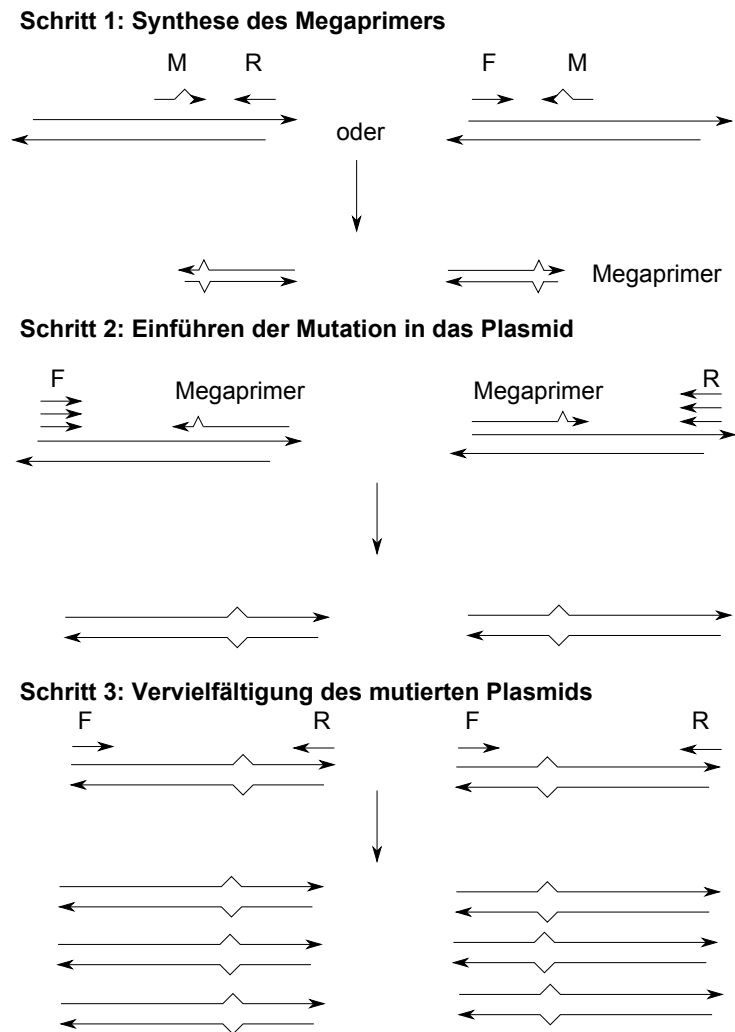 Schritt 1: Synthese des Megaprimers
M R F M
oder
Megaprimer
Schritt 2: Einführen der Mutation in das Plasmid
F Megaprimer Megaprimer R
Schritt 3: Vervielfältigung des mutierten Plasmids
F R F R